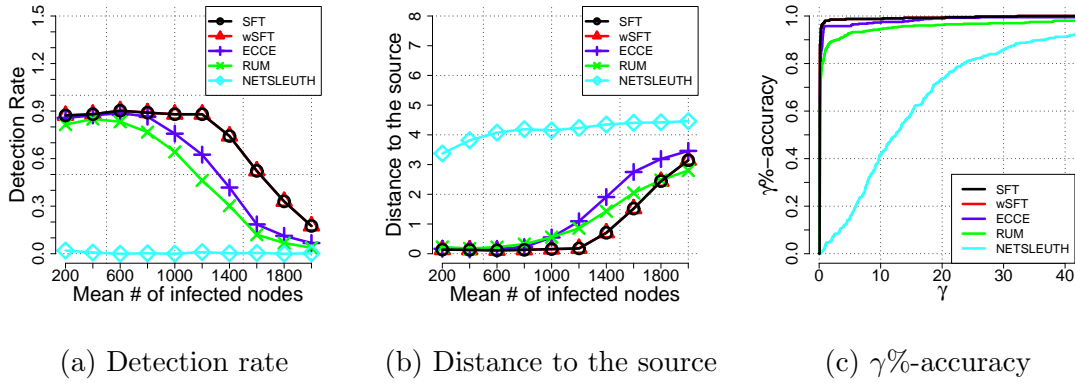 Detection Rate
1.5
1.2
0.9
0.6
0.3
0.0
SFT
wSFT
ECCE
RUM
NETSLEUTH
200 600 1000 1400 1800
Mean # of infected nodes
(a) Detection rate
Distance to the source
8
7
6
5
4
3
2
1
0
SFT
wSFT
ECCE
RUM
NETSLEUTH
200 600 1000 1400 1800
Mean # of infected nodes
(b) Distance to the source
γ%−accuracy
1.0
0.8
0.6
0.4
0.2
0.0
SFT
wSFT
ECCE
RUM
NETSLEUTH
0 10 20 30 40
γ
(c) γ%-accuracy